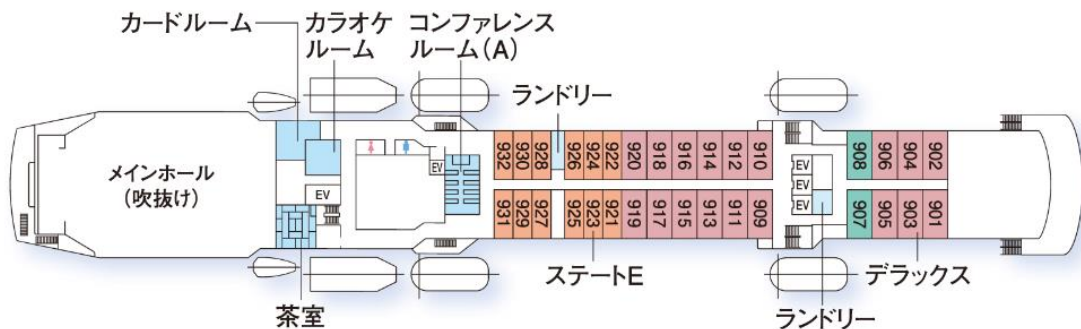 カードルーム
カラオケ
ルーム
コンファレンス
ルーム(A)
ランドリー
メインホール
(吹抜け)
EV
EV
932 930 928 926 924 922 920 918 916 914 912 910
EV
EV
EV
908 906 904 902
931 929 927 925 923 921 919 917 915 913 911 909
907 905 903 901
茶室
ステートE
ランドリー
デラックス